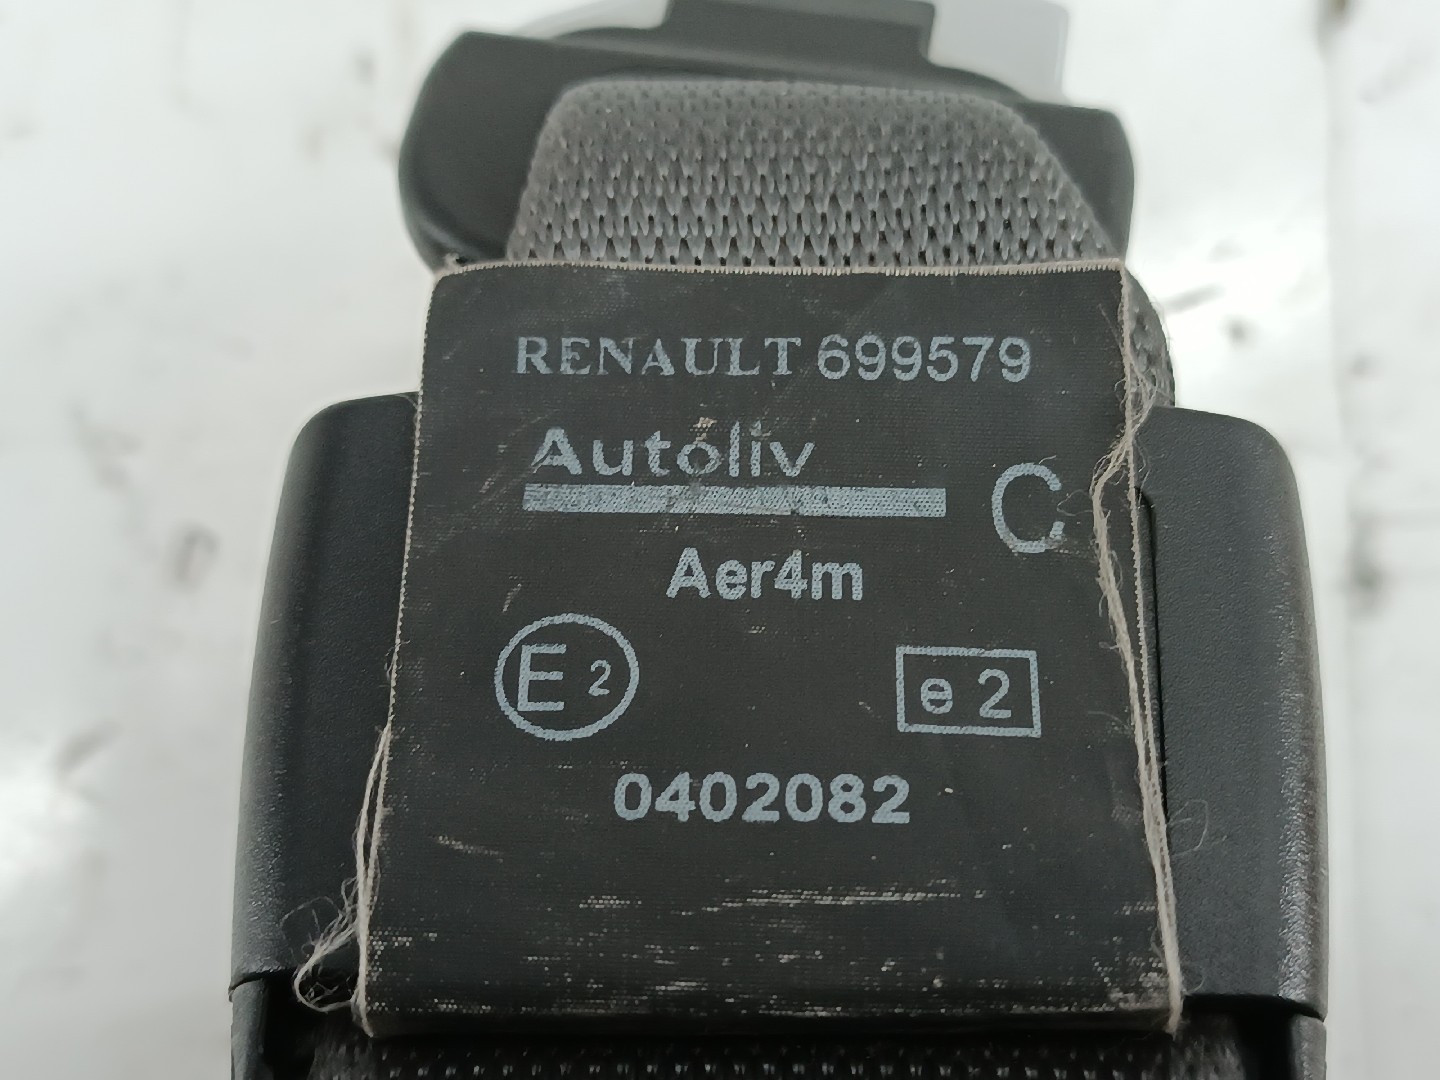 RENAULT 699579
Autoliv
C
Aer4m
E 2
e 2
0402082